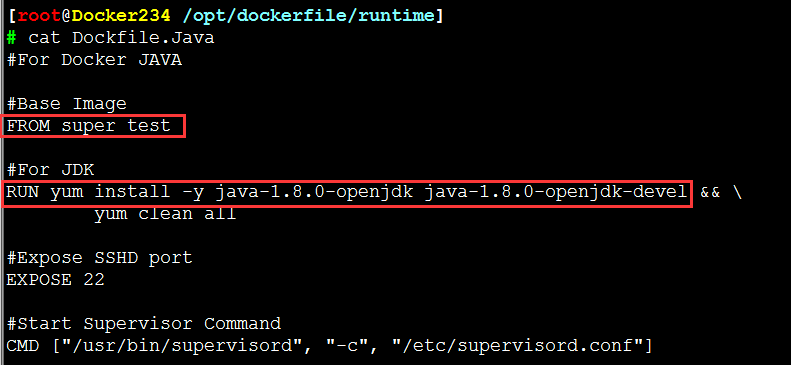 [root@Docker234 /opt/dockerfile/runtime]
# cat Dockfile.Java
#For Docker JAVA
#Base Image
FROM super test
#For JDK
RUN yum install -y java-1.8.0-openjdk java-1.8.0-openjdk-devel && \
yum clean all
#Expose SSHD port
EXPOSE 22
#Start Supervisor Command
CMD ["/usr/bin/supervisord", "-c", "/etc/supervisord.conf"]